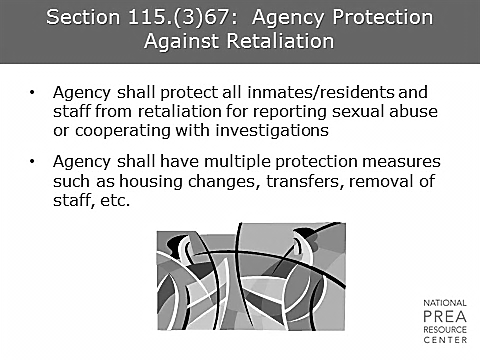 Section 115.(3)67:  Agency Protection
Against Retaliation
• Agency shall protect all inmates/residents and
staff from retaliation for reporting sexual abuse
or cooperating with investigations
• Agency shall have multiple protection measures
such as housing changes, transfers, removal of
staff, etc.
NATIONAL
PREA
RESOURCE
CENTER